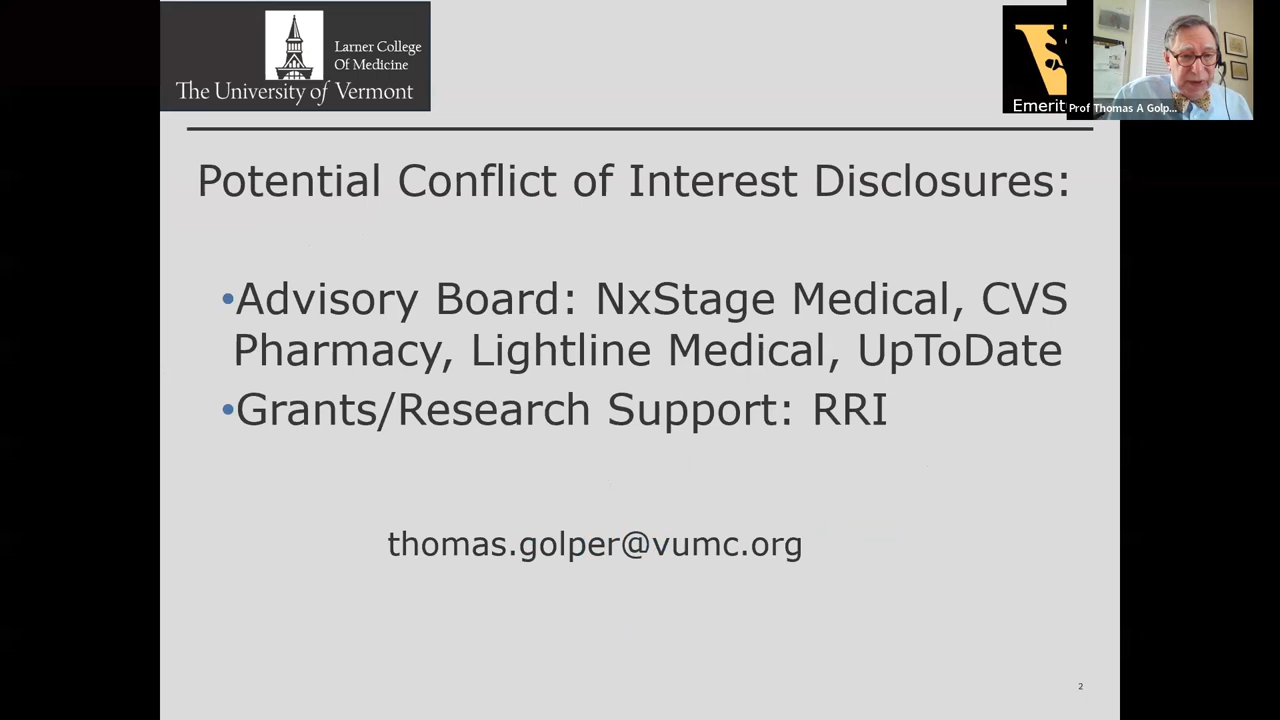 Larner College
Of Medicine
The University of Vermont
Emerit
Prof Thomas A Golp...
Potential Conflict of Interest Disclosures:
•Advisory Board: NxStage Medical, CVS
Pharmacy, Lightline Medical, UpToDate
•Grants/Research Support: RRI
thomas.golper@vumc.org
2